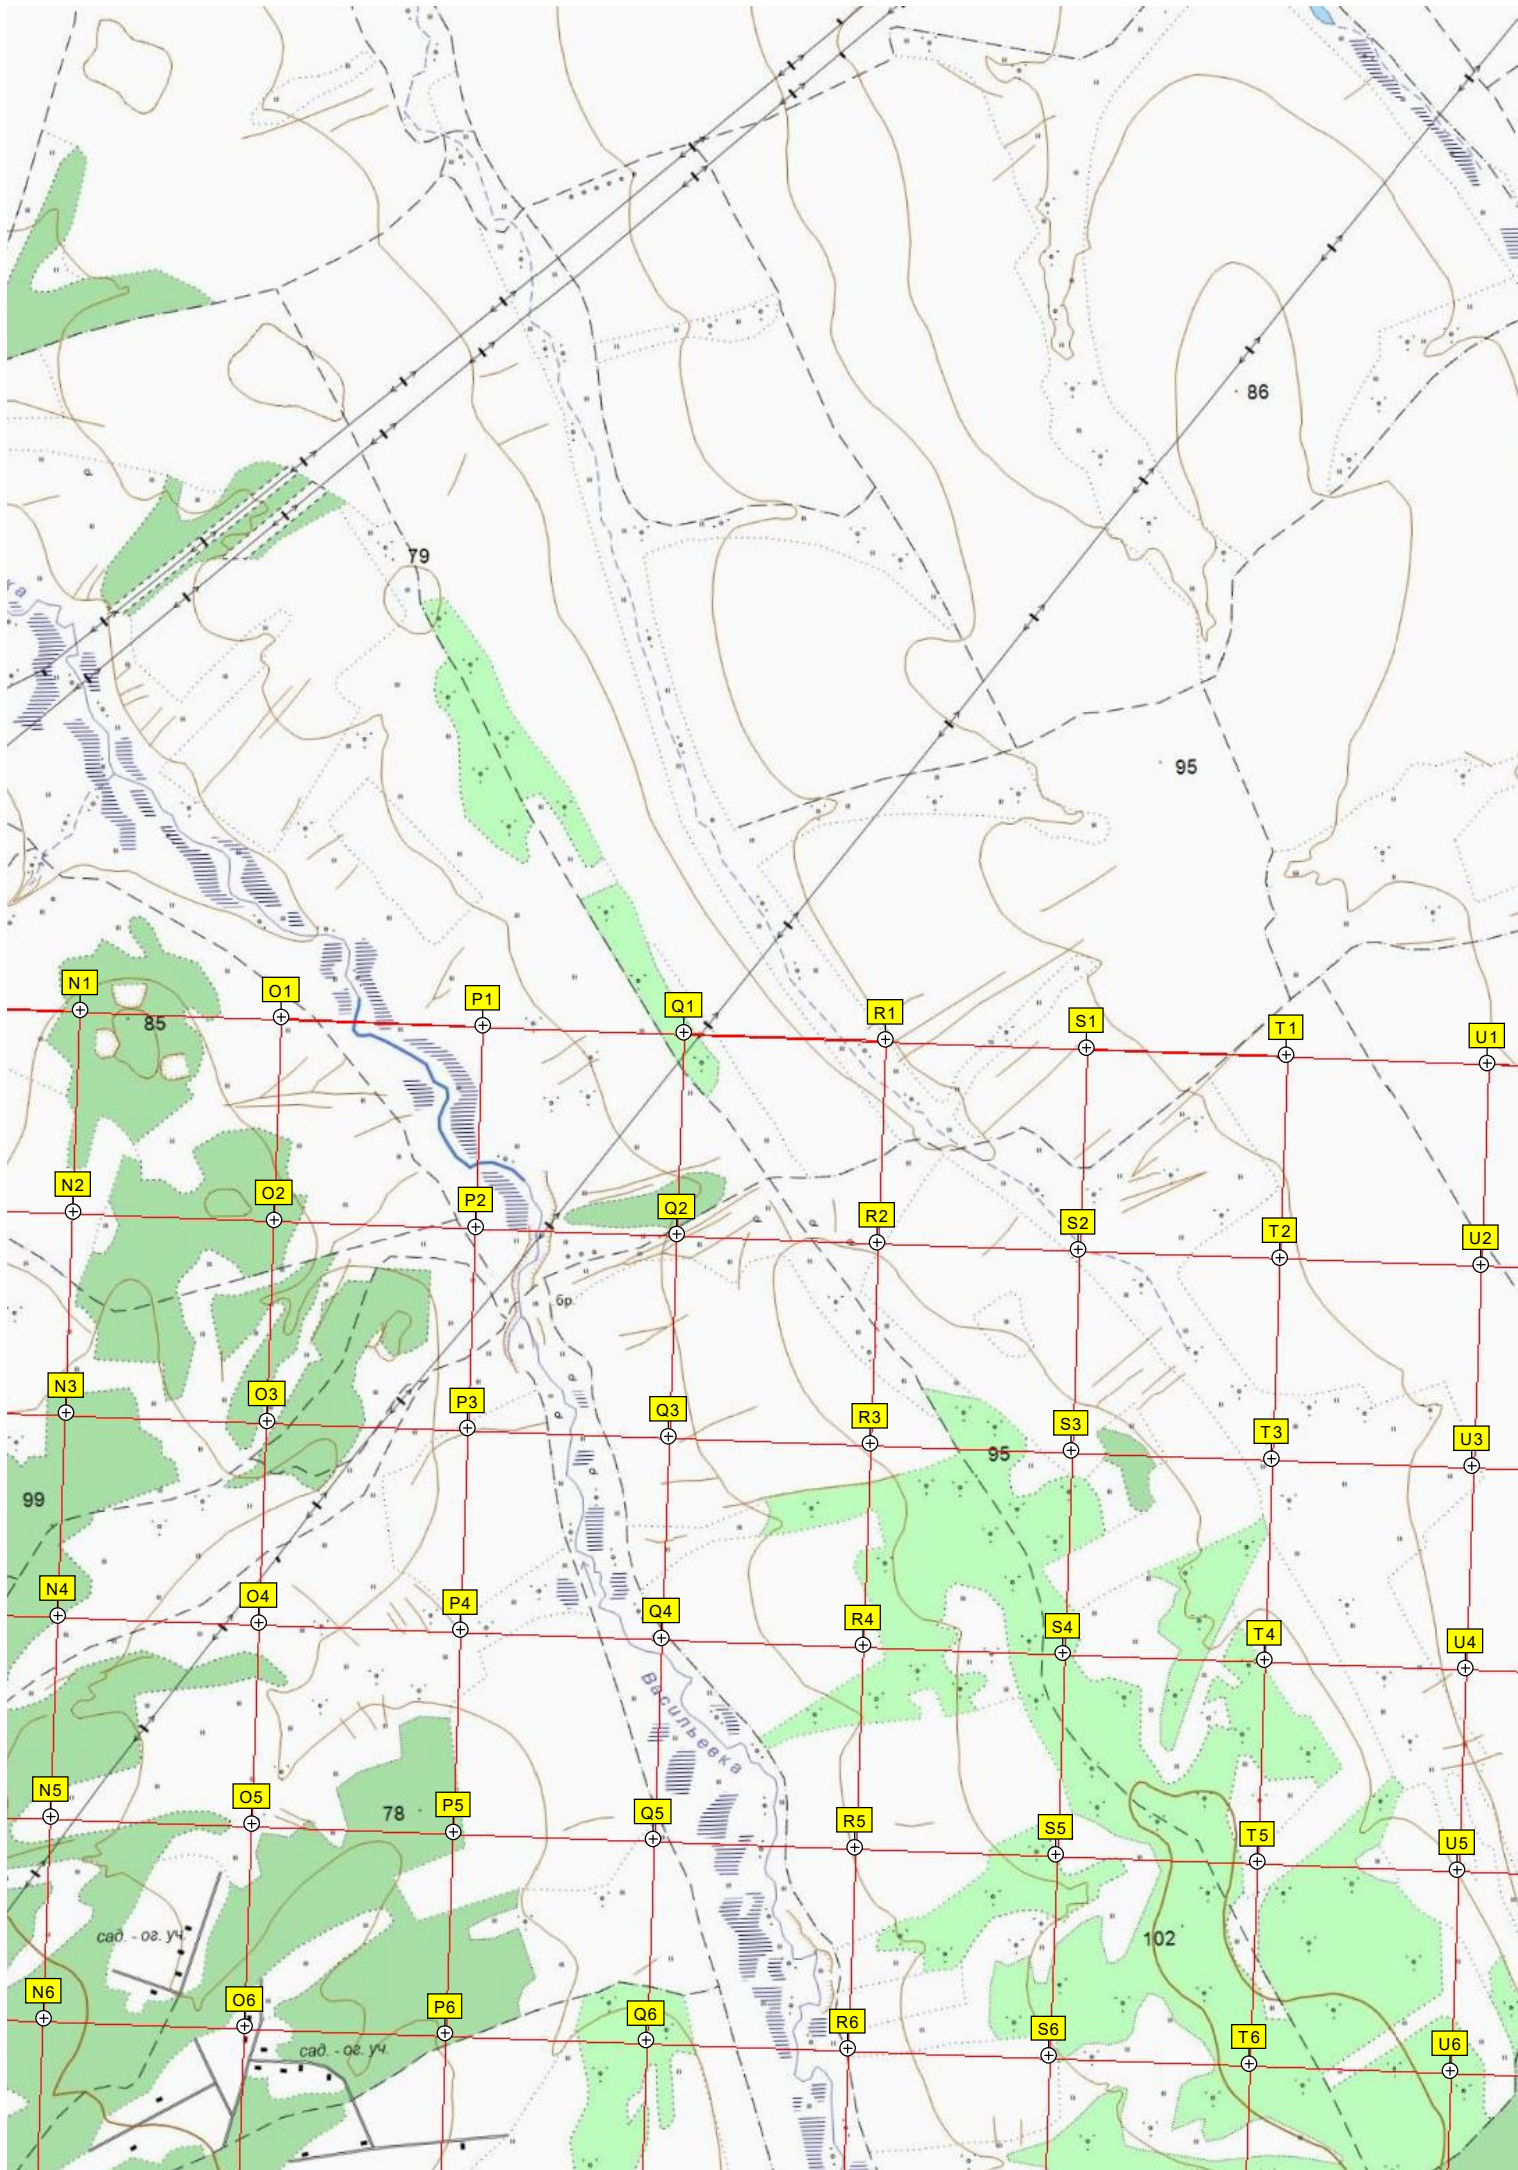 86
79
ка
95
N1
O1
P1
Q1
R1
S1
T1
U1
85
N2
O2
P2
Q2
R2
S2
T2
U2
бр.
N3
O3
P3
Q3
R3
S3
T3
U3
95
99
N4
O4
P4
Q4
R4
S4
T4
U4
Васильевка
N5
O5
P5
Q5
R5
S5
T5
U5
78
сад. - ог. уч.
102
N6
O6
P6
Q6
R6
S6
T6
U6
сад. - ог. уч.